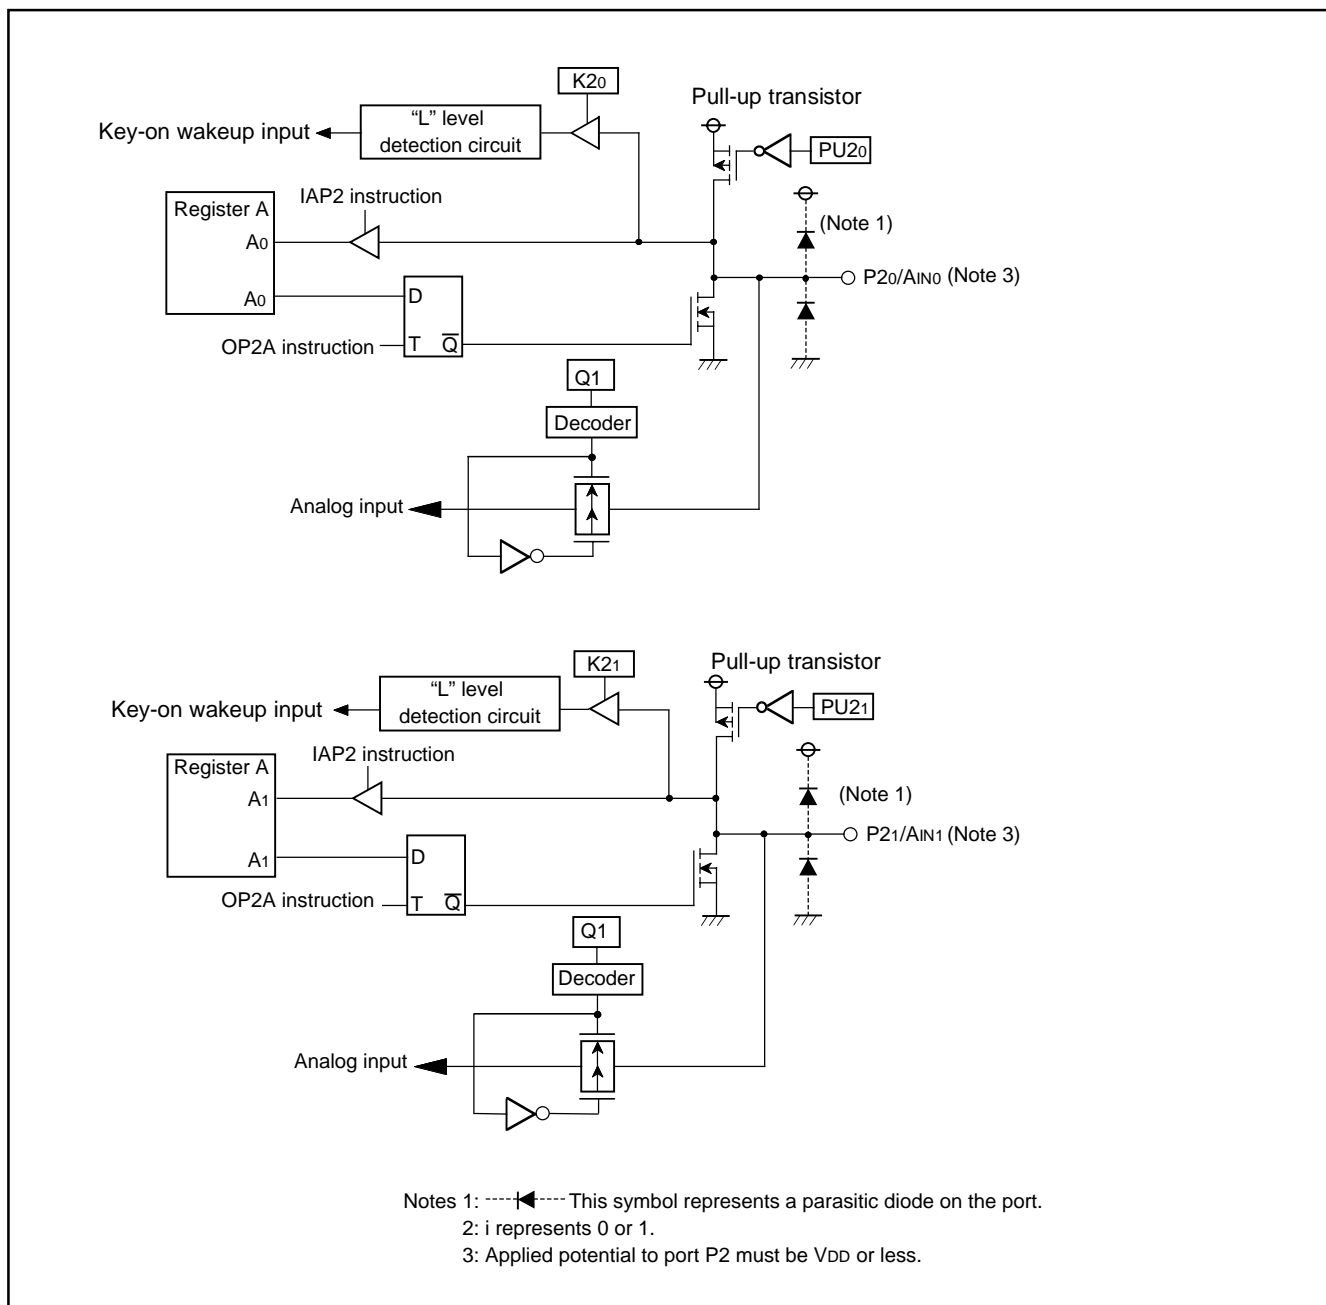 K20
Pull-up transistor
“L” level
detection circuit
Key-on wakeup input
PU20
IAP2 instruction
Register A
(Note 1)
A0
P20/AIN0 (Note 3)
A0
D
OP2A instruction
T Q
Q1
Decoder
Analog input
K21
Pull-up transistor
“L” level
detection circuit
Key-on wakeup input
PU21
IAP2 instruction
Register A
(Note 1)
A1
P21/AIN1 (Note 3)
A1
D
OP2A instruction
T Q
Q1
Decoder
Analog input
Notes 1: This symbol represents a parasitic diode on the port.
2: i represents 0 or 1.
3: Applied potential to port P2 must be VDD or less.